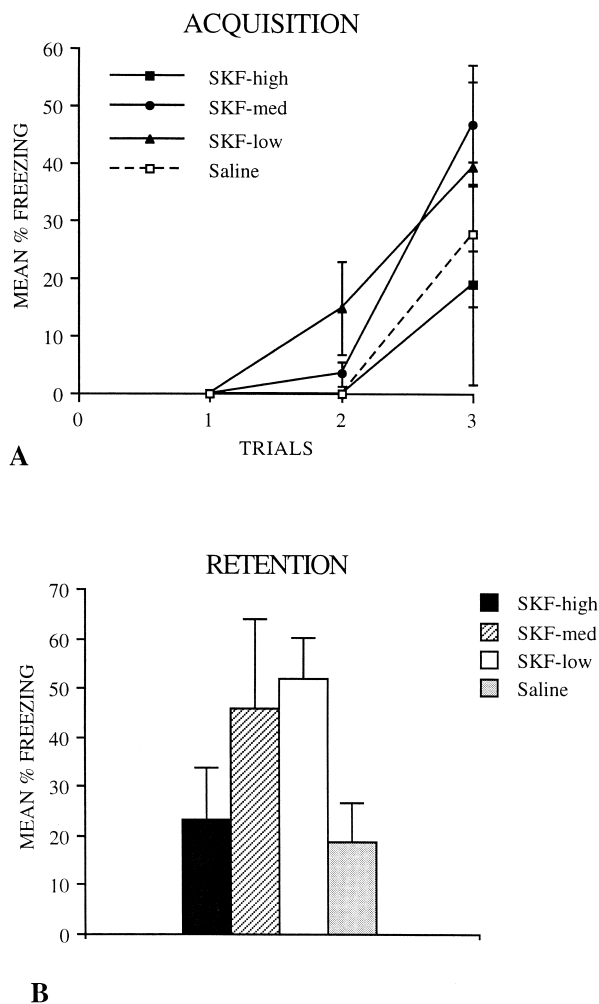 ACQUISITION
60
50
40
30
20
10
0
MEAN % FREEZING
SKF-high
SKF-med
SKF-low
Saline
0 1 2 3
TRIALS
A
RETENTION
70
60
50
40
30
20
10
0
MEAN % FREEZING
SKF-high
SKF-med
SKF-low
Saline
B